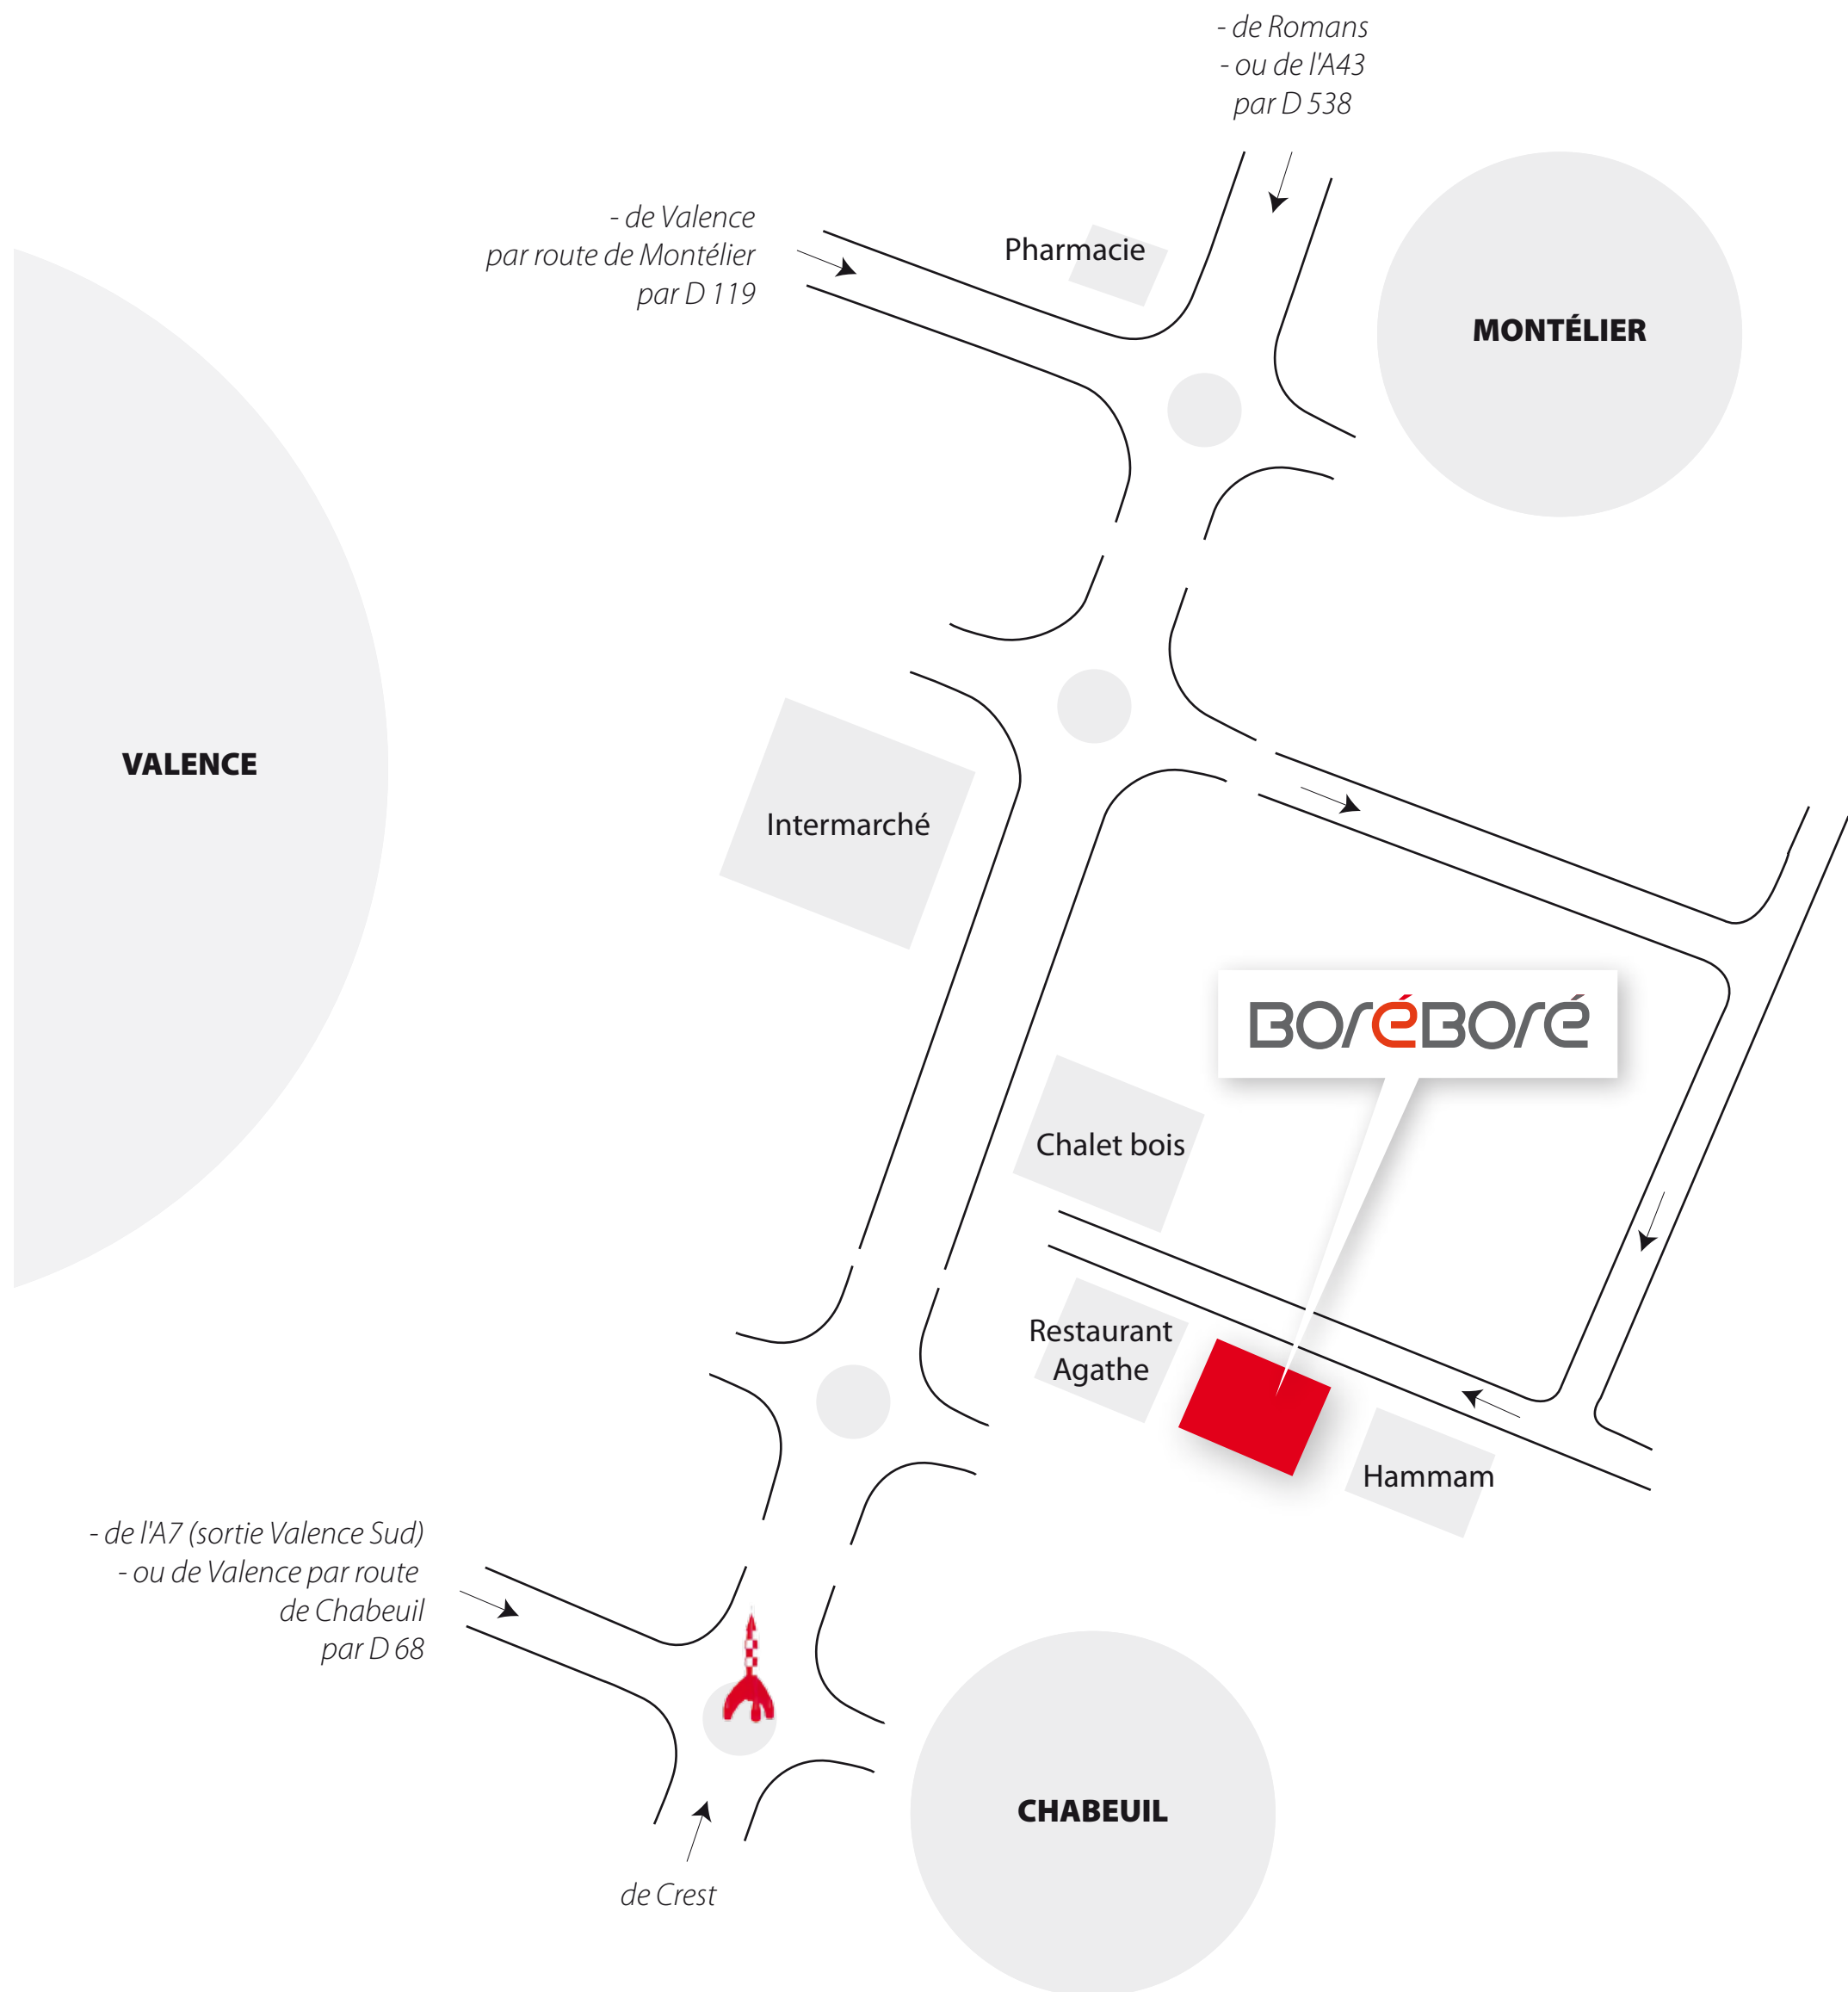 - de Romans
- ou de l'A43
par D 538
- de Valence
par route de Montélier
par D 119
Pharmacie
MONTÉLIER
VALENCE
Intermarché
BoréBoré
Chalet bois
Restaurant
Agathe
Hammam
- de l'A7 (sortie Valence Sud)
- ou de Valence par route
de Chabeuil
par D 68
CHABEUIL
de Crest